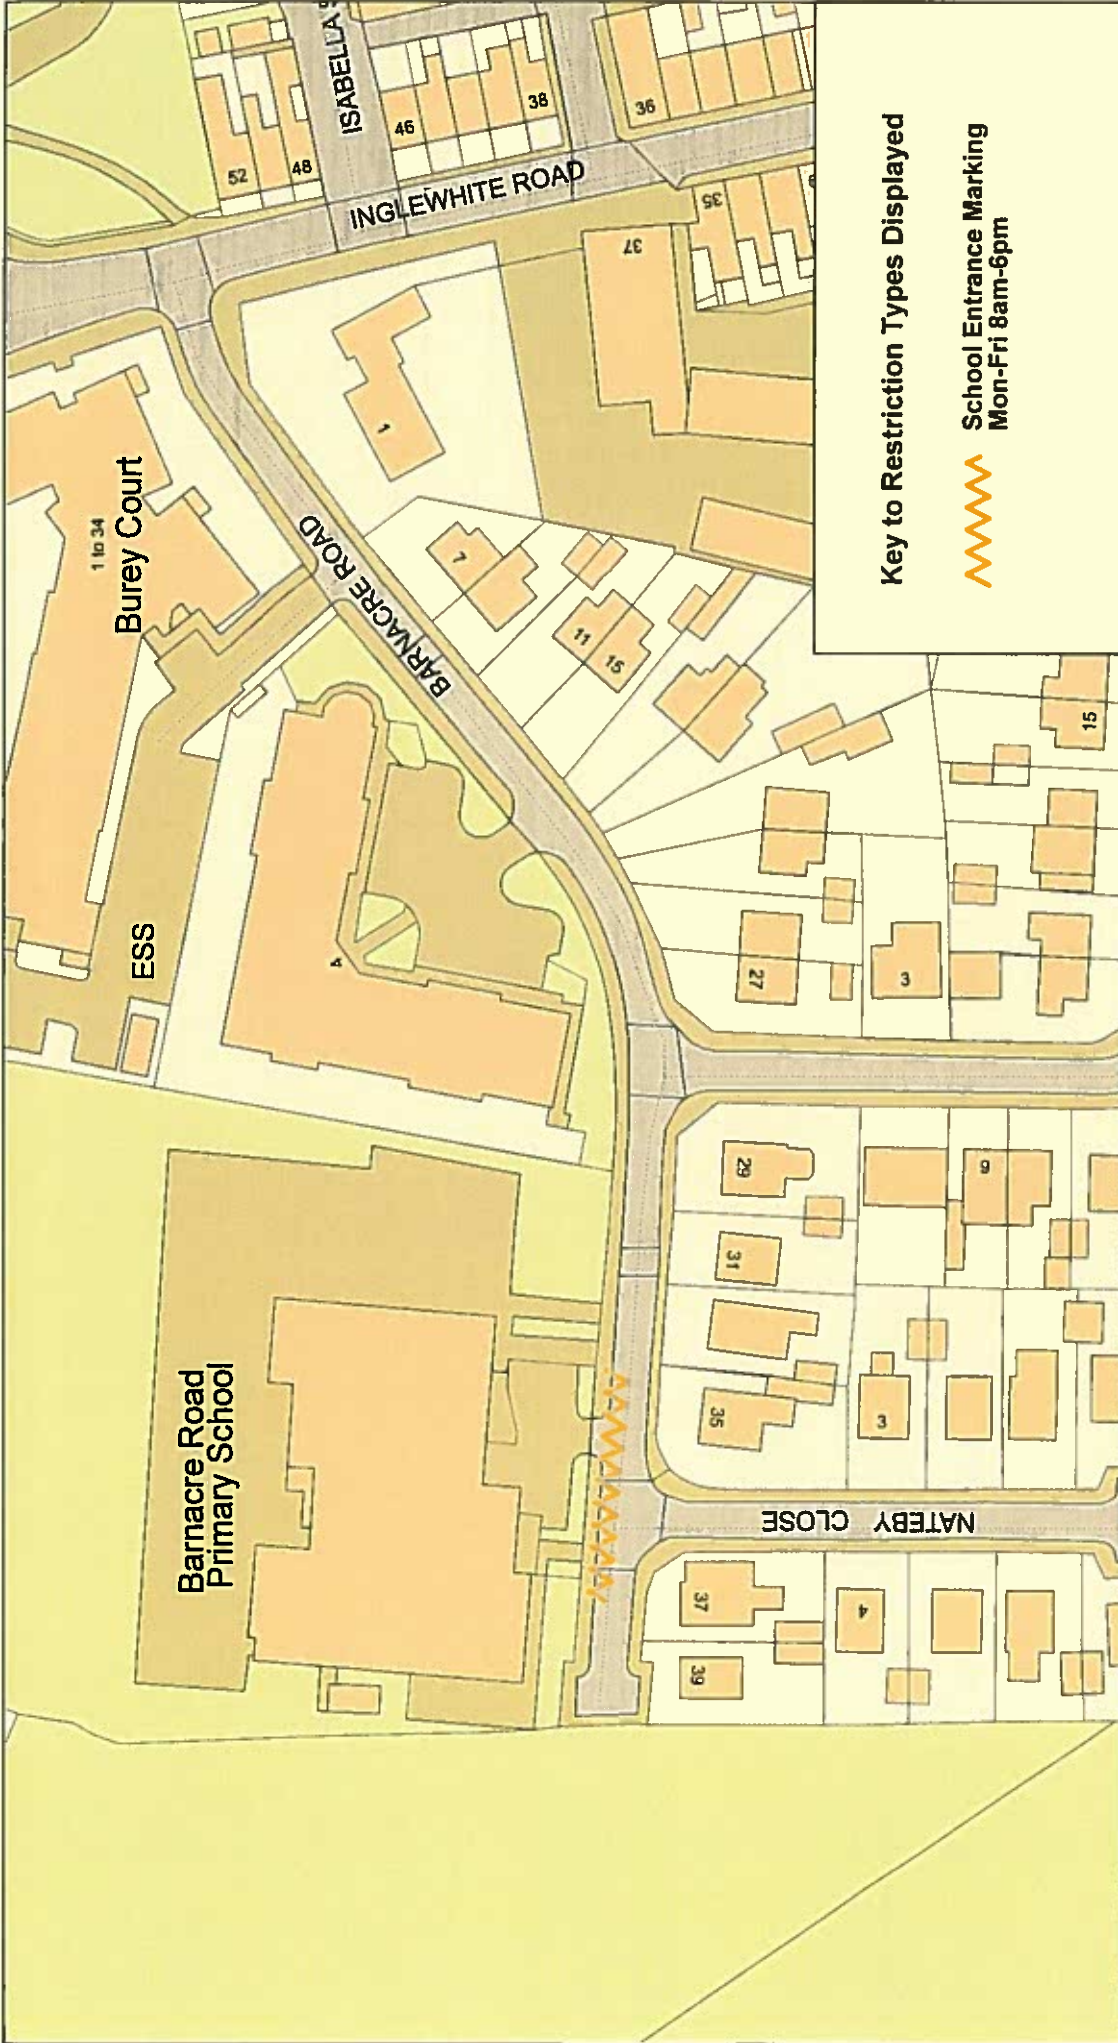 ISABELLA'S
52
48
46
38
36
INGLEWHITE ROAD
35
37
1
1 to 34
Burey Court
BARNACRE ROAD
7
11
15
ESS
4
27
3
15
29
31
35
9
3
Barnacre Road
Primary School
NATEBY CLOSE
37
39
4
Key to Restriction Types Displayed
School Entrance Marking
Mon-Fri 8am-6pm